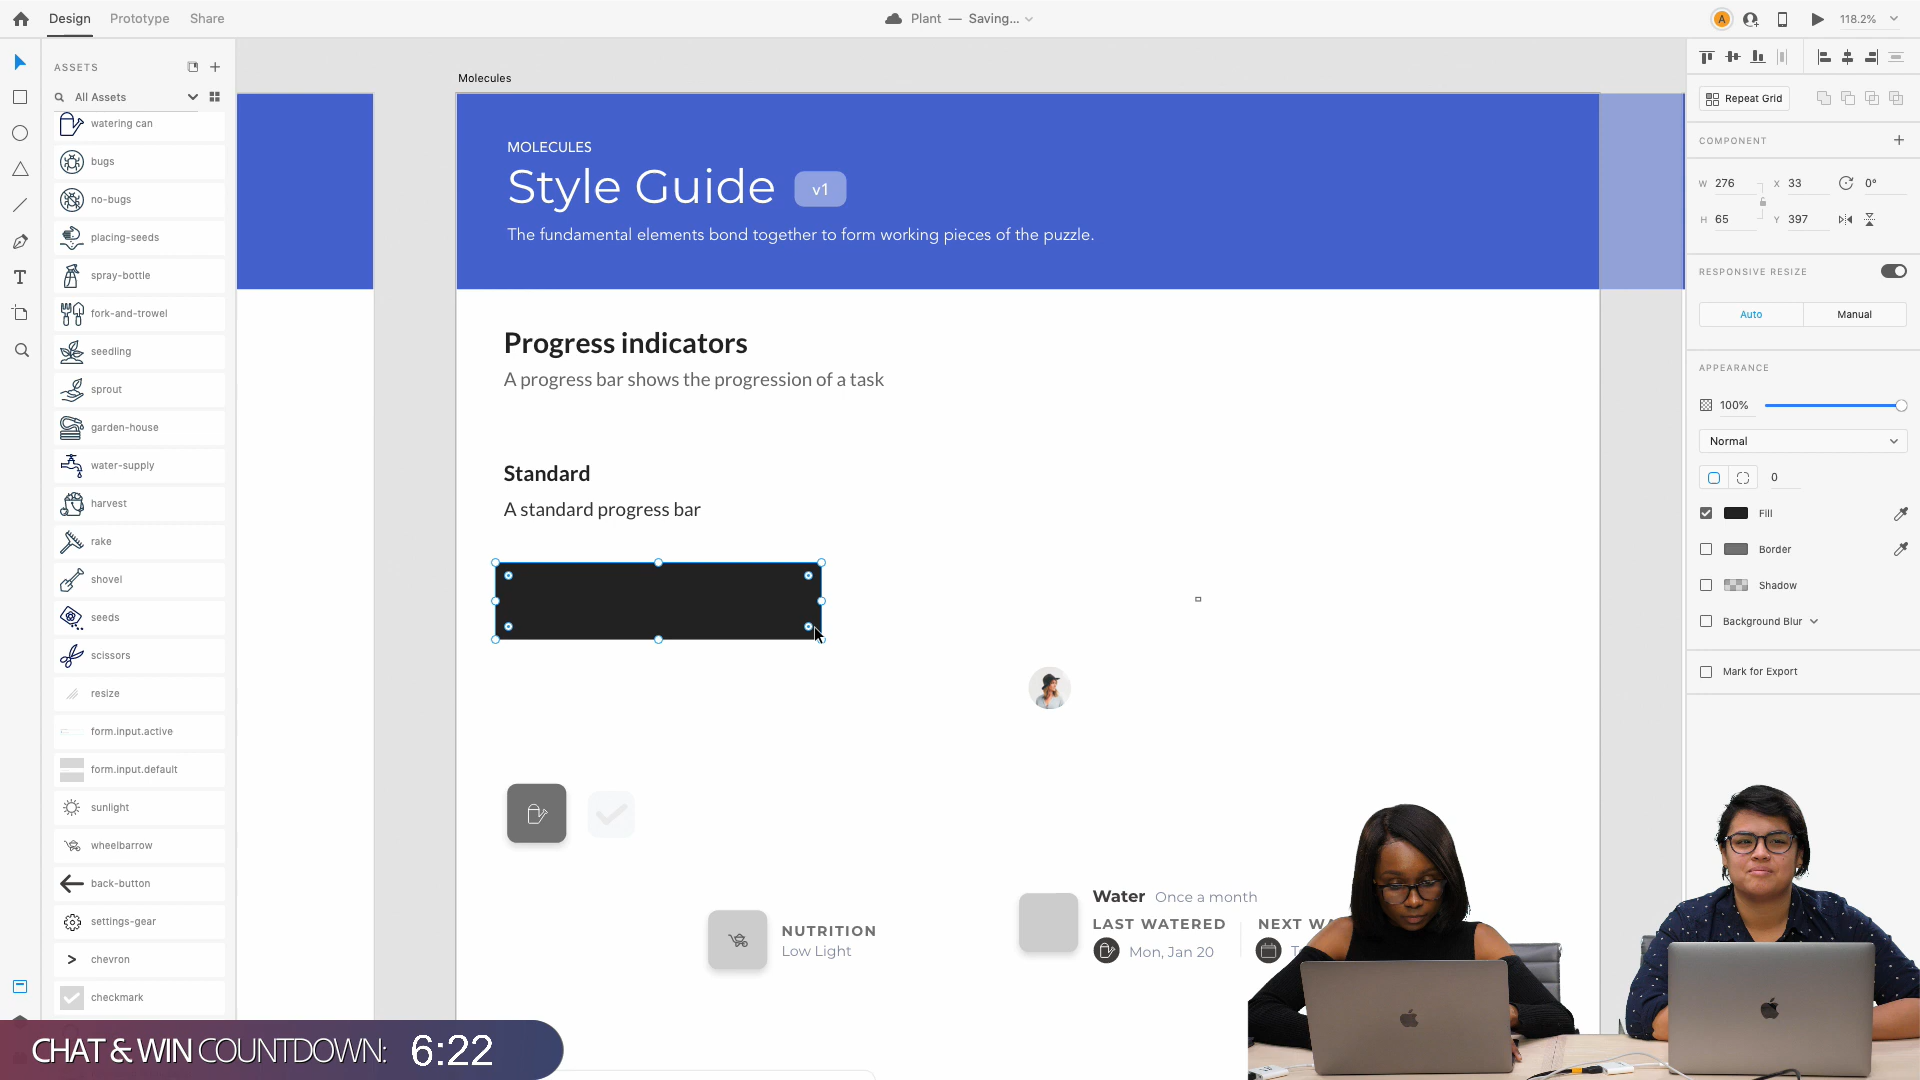 Design Prototype Share
Plant — Saving...
A
118.2%
ASSETS
All Assets
watering can
bugs
no-bugs
placing-seeds
spray-bottle
fork-and-trowel
seedling
sprout
garden-house
water-supply
harvest
rake
shovel
seeds
scissors
resize
form.input.active
form.input.default
sunlight
wheelbarrow
back-button
settings-gear
chevron
checkmark
Molecules
MOLECULES
Style Guide v1
The fundamental elements bond together to form working pieces of the puzzle.
Progress indicators
A progress bar shows the progression of a task
Standard
A standard progress bar
NUTRITION
Low Light
Water Once a month
LAST WATERED
NEXT WA
Mon, Jan 20
T
Repeat Grid
COMPONENT
W 276 X 33 0°
H 65 Y 397
RESPONSIVE RESIZE
Auto Manual
APPEARANCE
100%
Normal
0
Fill
Border
Shadow
Background Blur
Mark for Export
CHAT & WIN COUNTDOWN: 6:22